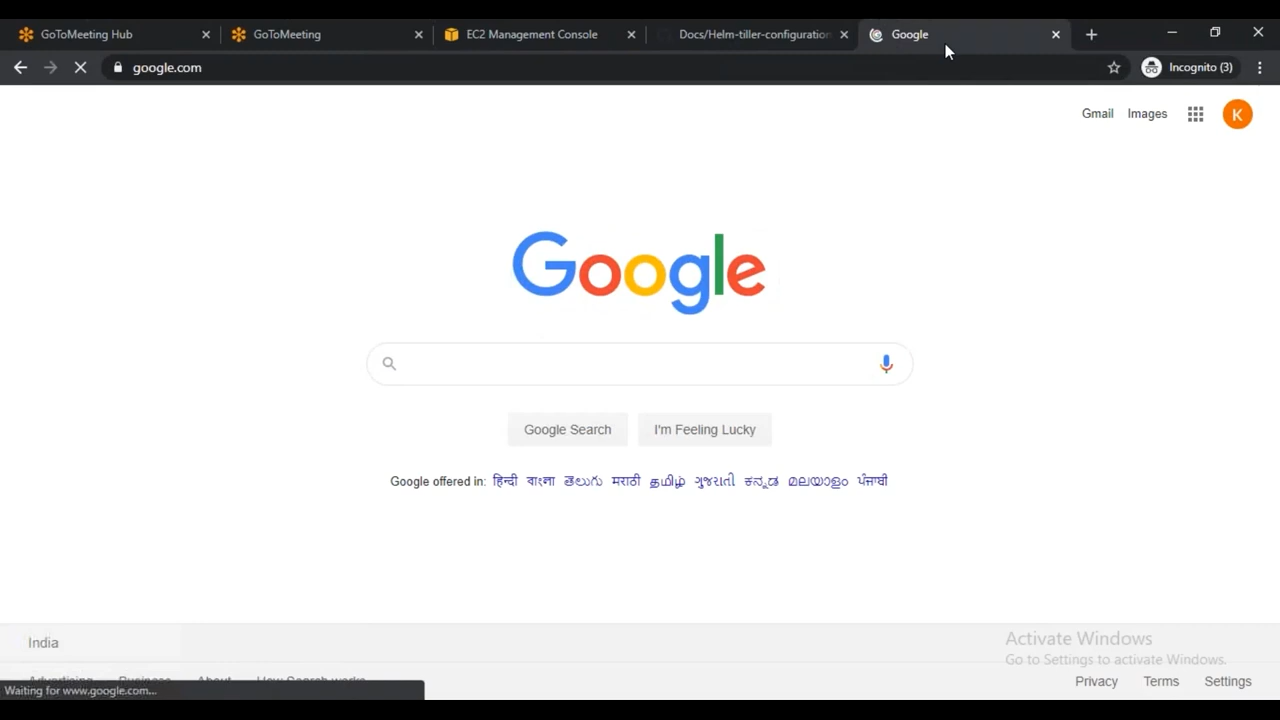 GoToMeeting Hub
GoToMeeting
EC2 Management Console
Docs/Helm-tiller-configuration
Google
google.com
Incognito (3)
Gmail Images
K
Google
Google Search
I'm Feeling Lucky
Google offered in: हिन्दी বাংলা తెలుగు मराठी தமிழ் ગુજરાતી ಕನ್ನಡ മലയാളം ਪੰਜਾਬੀ
India
Activate Windows
Go to Settings to activate Windows.
Advertising Business About How Search works
Waiting for www.google.com...
Privacy Terms Settings